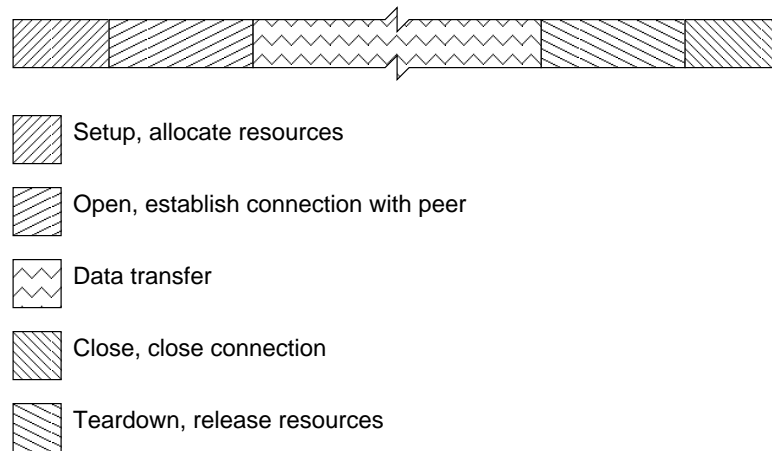 Setup, allocate resources
Open, establish connection with peer
Data transfer
Close, close connection
Teardown, release resources